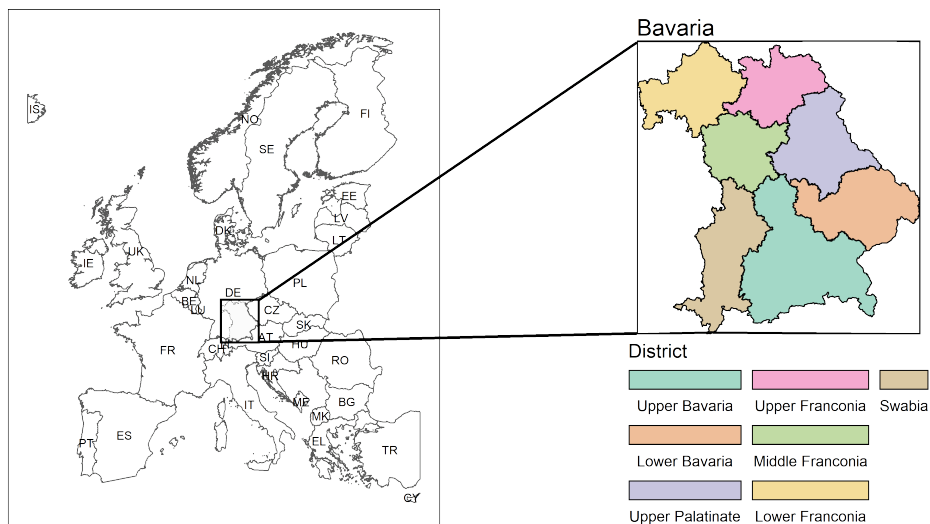 Bavaria
IS
NO
FI
SE
EE
LV
LT
DK
UK
IE
NL
PL
BE
DE
LU
CZ
SK
AT
HU
FR
CH
SI
RO
HR
IT
ME
BG
MK
PT
ES
EL
TR
CY
District
Upper Bavaria
Upper Franconia
Swabia
Lower Bavaria
Middle Franconia
Upper Palatinate
Lower Franconia